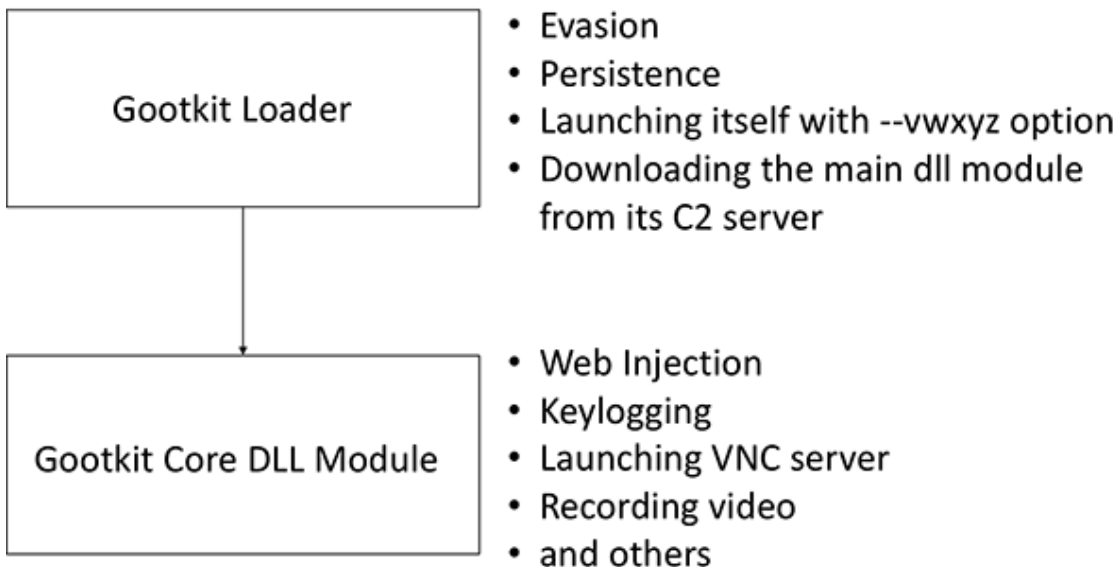 Gootkit Loader
• Evasion
• Persistence
• Launching itself with --vwxyz option
• Downloading the main dll module
from its C2 server
Gootkit Core DLL Module
• Web Injection
• Keylogging
• Launching VNC server
• Recording video
• and others